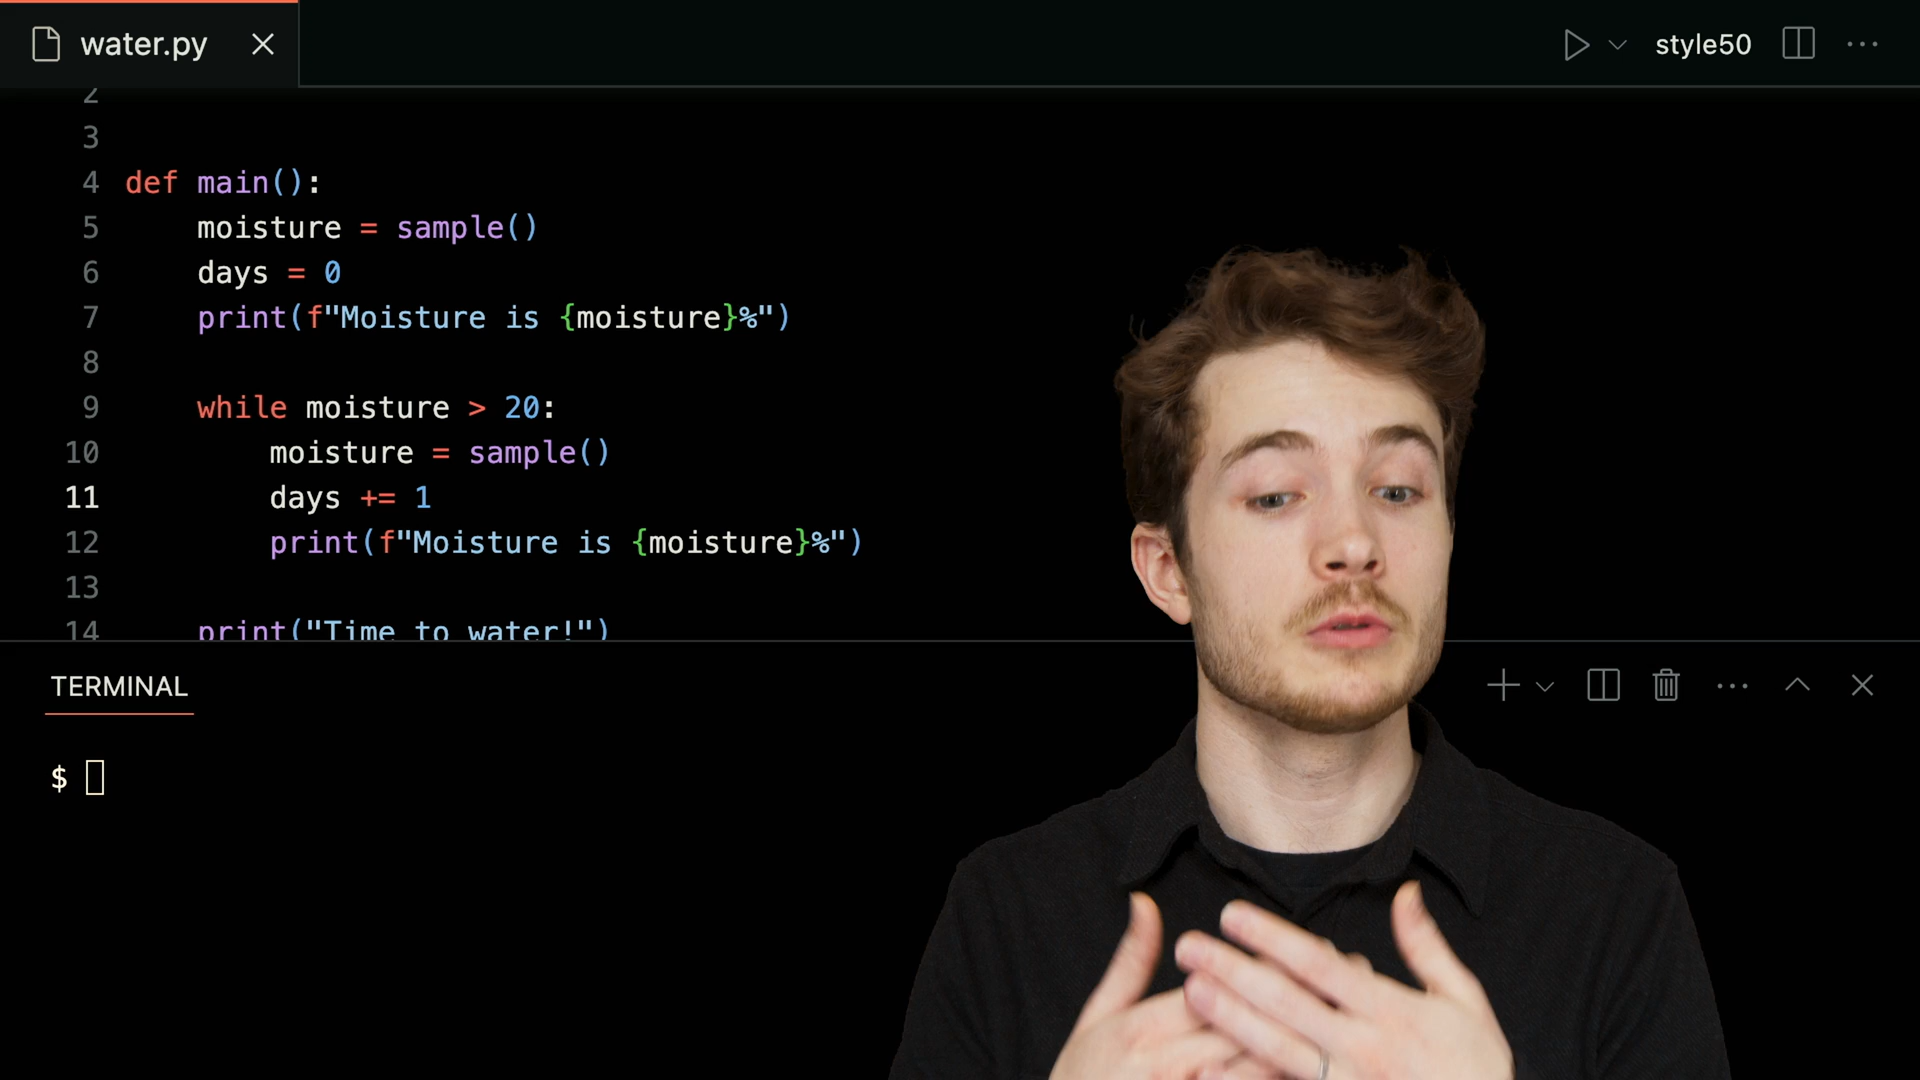 water.py
style50
2
3
4 def main():
5 moisture = sample()
6 days = 0
7 print(f"Moisture is {moisture}%")
8
9 while moisture > 20:
10 moisture = sample()
11 days += 1
12 print(f"Moisture is {moisture}%")
13
14 print("Time to water!")
TERMINAL
$